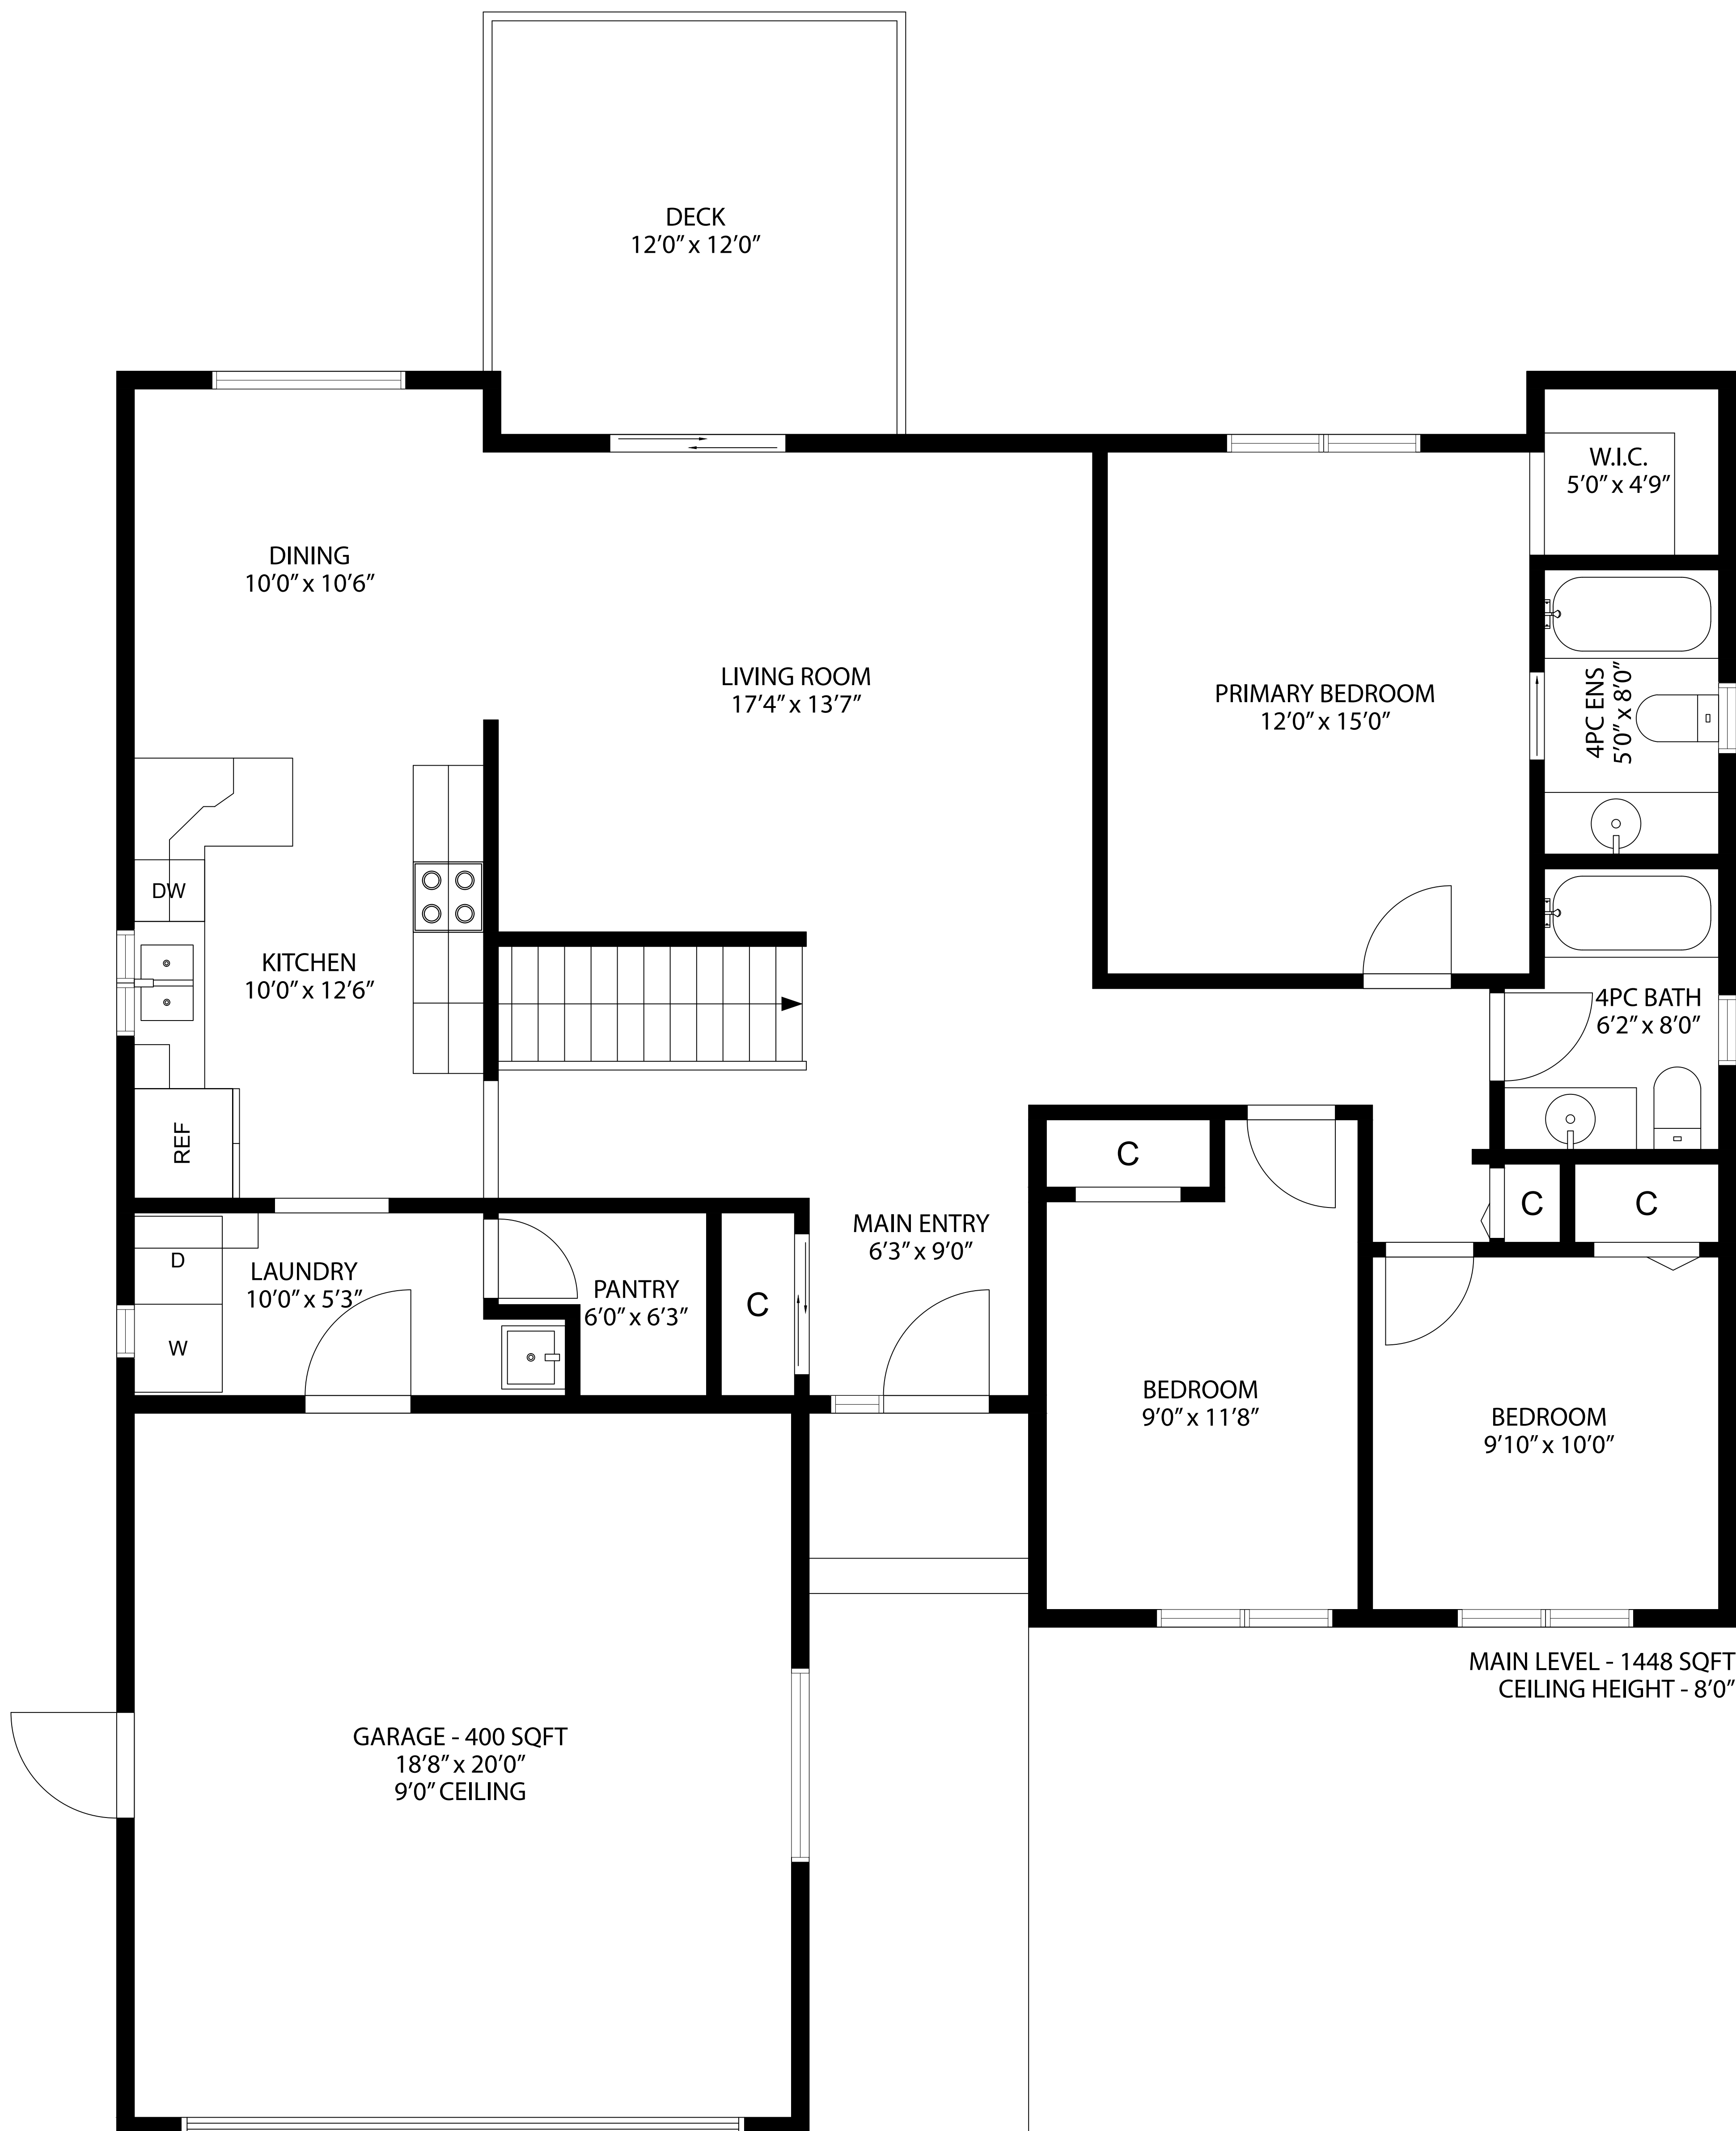 DECK
12'0" x 12'0"
W.I.C.
5'0" x 4'9"
DINING
10'0" x 10'6"
LIVING ROOM
17'4" x 13'7"
PRIMARY BEDROOM
12'0" x 15'0"
4PC ENS
5'0" x 8'0"
DW
KITCHEN
10'0" x 12'6"
4PC BATH
6'2" x 8'0"
REF
C
C
C
MAIN ENTRY
6'3" x 9'0"
D
LAUNDRY
10'0" x 5'3"
PANTRY
6'0" x 6'3"
C
W
BEDROOM
9'0" x 11'8"
BEDROOM
9'10" x 10'0"
MAIN LEVEL - 1448 SQFT
CEILING HEIGHT - 8'0"
GARAGE - 400 SQFT
18'8" x 20'0"
9'0" CEILING